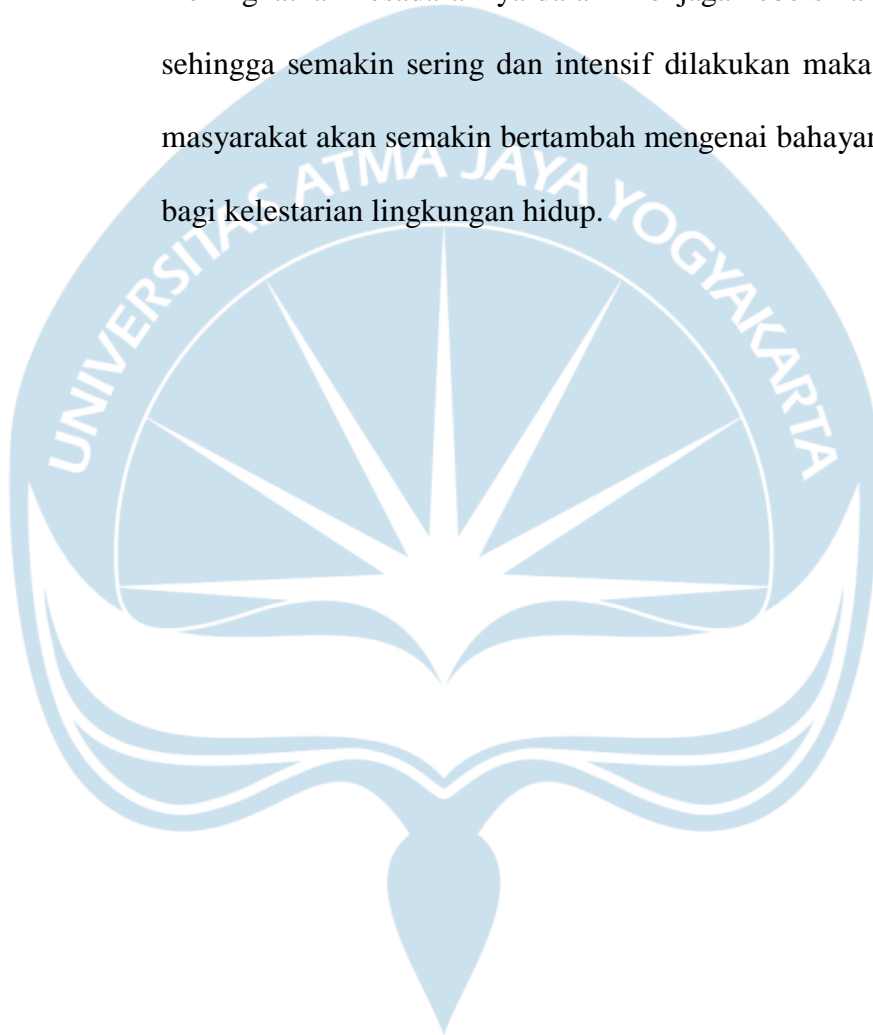 sehingga semakin sering dan intensif dilakukan maka
masyarakat akan semakin bertambah mengenai
bagi kelestarian lingkungan hidup.
UNIVERSITAS ATMA JAYA YOGYAKARTA